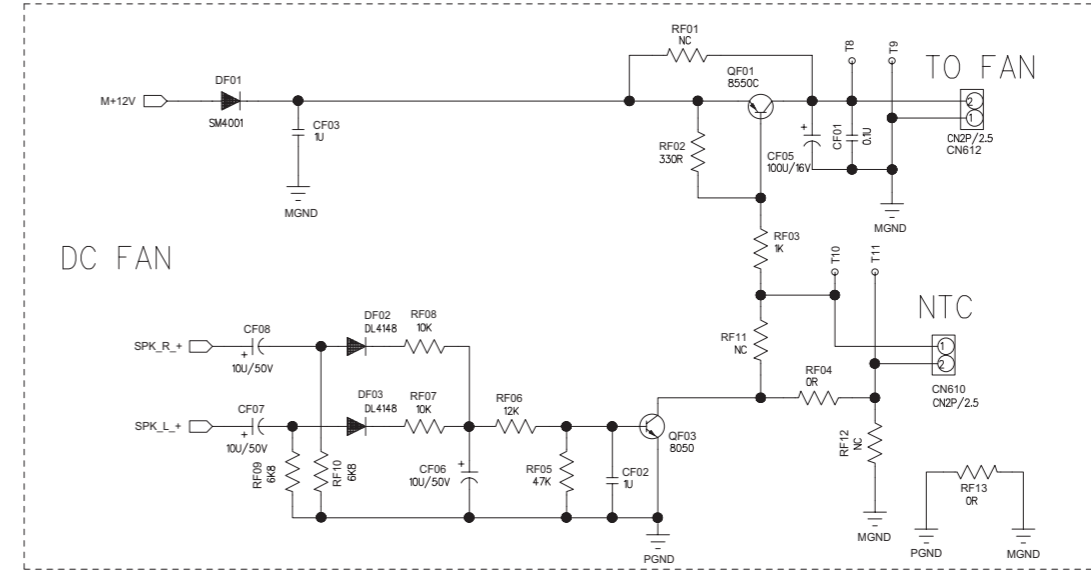 RF01
NC
T8
T9
TO FAN
DF01
QF01
8550C
M+12V
SM4001
CF03
1U
RF02
330R
CF05
100U/16V
CF01
0.1U
2
1
CN2P/2.5
CN612
MGND
MGND
DC FAN
RF03
1K
T10
T11
NTC
RF11
NC
1
2
CN610
CN2P/2.5
RF04
0R
SPK_R_+
CF08
10U/50V
DF02
DL4148
RF08
10K
SPK_L_+
CF07
10U/50V
DF03
DL4148
RF07
10K
RF06
12K
QF03
8050
RF12
NC
RF09
6K8
RF10
6K8
CF06
10U/50V
RF05
47K
CF02
1U
RF13
0R
PGND
MGND
PGND
MGND
+
+
+
+